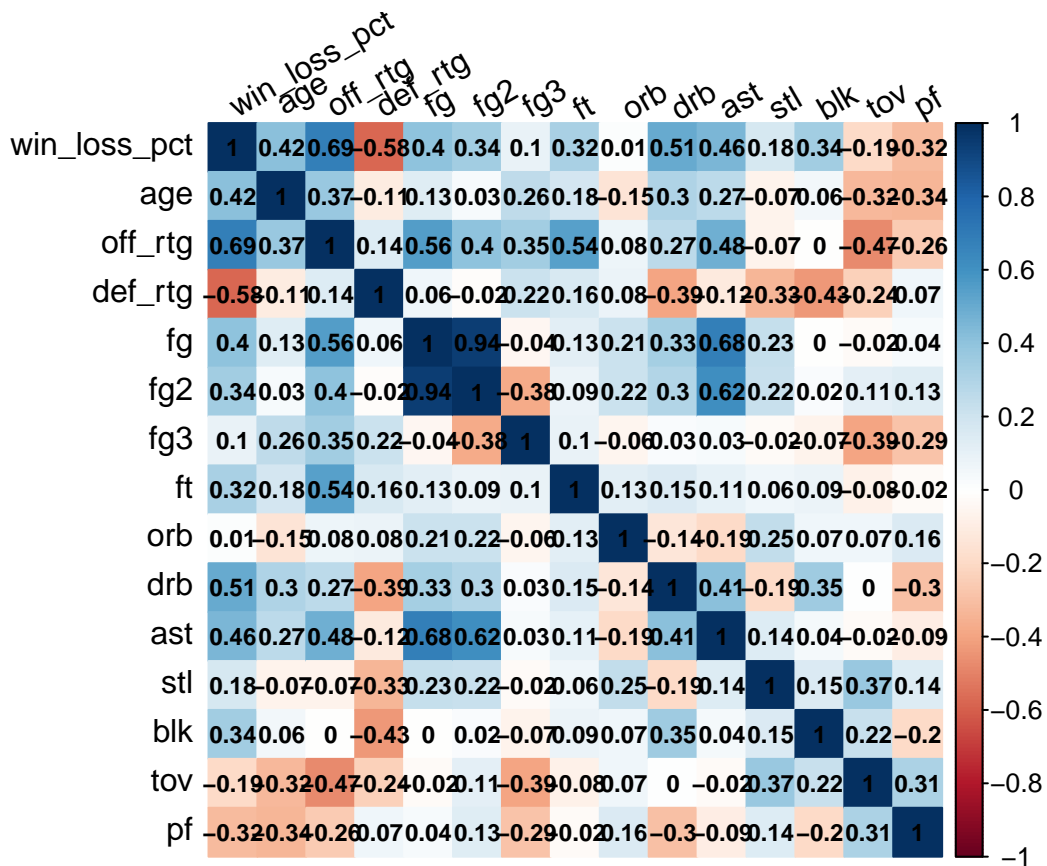 win_loss_pct age off_rtg def_rtg fg fg2 fg3 ft orb drb ast stl blk tov pf
win_loss_pct 1 0.42 0.69 −0.58 0.4 0.34 0.1 0.32 0.01 0.51 0.46 0.18 0.34 −0.19 −0.32
age 0.42 1 0.37 −0.11 0.13 0.03 0.26 0.18 −0.15 0.3 0.27 −0.07 0.06 −0.32 −0.34
off_rtg 0.69 0.37 1 0.14 0.56 0.4 0.35 0.54 0.08 0.27 0.48 −0.07 0 −0.47 −0.26
def_rtg −0.58 −0.11 0.14 1 0.06 −0.02 0.22 0.16 0.08 −0.39 −0.12 −0.33 −0.43 −0.24 0.07
fg 0.4 0.13 0.56 0.06 1 0.94 −0.04 0.13 0.21 0.33 0.68 0.23 0 −0.02 0.04
fg2 0.34 0.03 0.4 −0.02 0.94 1 −0.38 0.09 0.22 0.3 0.62 0.22 0.02 0.11 0.13
fg3 0.1 0.26 0.35 0.22 −0.04 −0.38 1 0.1 −0.06 0.03 0.03 −0.02 −0.07 −0.39 −0.29
ft 0.32 0.18 0.54 0.16 0.13 0.09 0.1 1 0.13 0.15 0.11 0.06 0.09 −0.08 −0.02
orb 0.01 −0.15 0.08 0.08 0.21 0.22 −0.06 0.13 1 −0.14 −0.19 0.25 0.07 0.07 0.16
drb 0.51 0.3 0.27 −0.39 0.33 0.3 0.03 0.15 −0.14 1 0.41 −0.19 0.35 0 −0.3
ast 0.46 0.27 0.48 −0.12 0.68 0.62 0.03 0.11 −0.19 0.41 1 0.14 0.04 −0.02 −0.09
stl 0.18 −0.07 −0.07 −0.33 0.23 0.22 −0.02 0.06 0.25 −0.19 0.14 1 0.15 0.37 0.14
blk 0.34 0.06 0 −0.43 0 0.02 −0.07 0.09 0.07 0.35 0.04 0.15 1 0.22 −0.2
tov −0.19 −0.32 −0.47 −0.24 −0.02 0.11 −0.39 −0.08 0.07 0 −0.02 0.37 0.22 1 0.31
pf −0.32 −0.34 −0.26 0.07 0.04 0.13 −0.29 −0.02 0.16 −0.3 −0.09 0.14 −0.2 0.31 1
1
0.8
0.6
0.4
0.2
0
−0.2
−0.4
−0.6
−0.8
−1